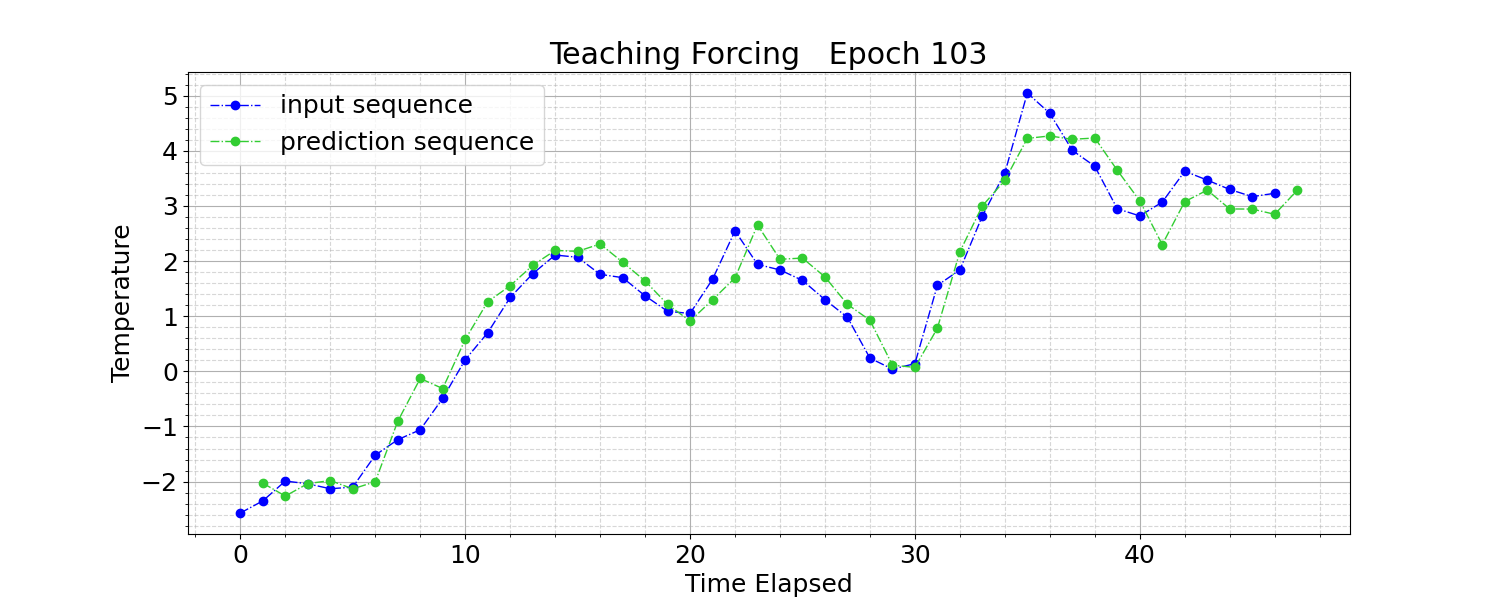 Teaching Forcing   Epoch 103
input sequence
prediction sequence
5
4
3
2
1
0
−1
−2
Temperature
0 10 20 30 40
Time Elapsed